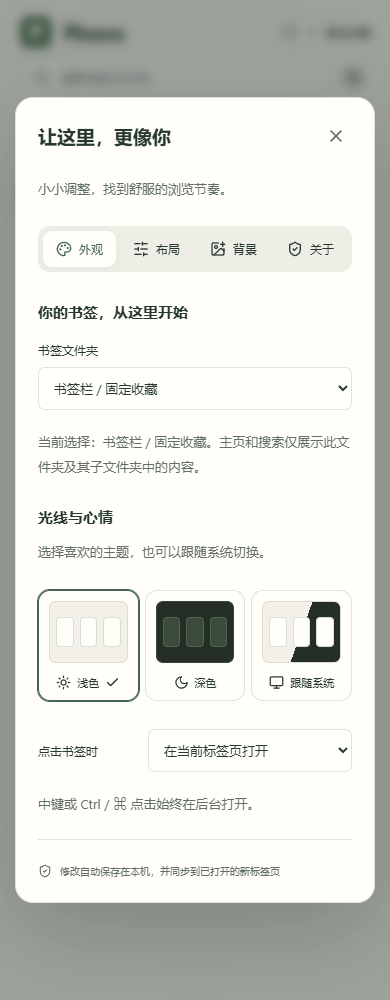 让这里，更像你
小小调整，找到舒服的浏览节奏。
外观 布局 背景 关于
你的书签，从这里开始
书签文件夹
书签栏 / 固定收藏
当前选择：书签栏 / 固定收藏。主页和搜索仅展示此文
件夹及其子文件夹中的内容。
光线与心情
选择喜欢的主题，也可以跟随系统切换。
浅色 深色 跟随系统
点击书签时 在当前标签页打开
中键或 Ctrl / ⌘ 点击始终在后台打开。
修改自动保存在本机，并同步到已打开的新标签页